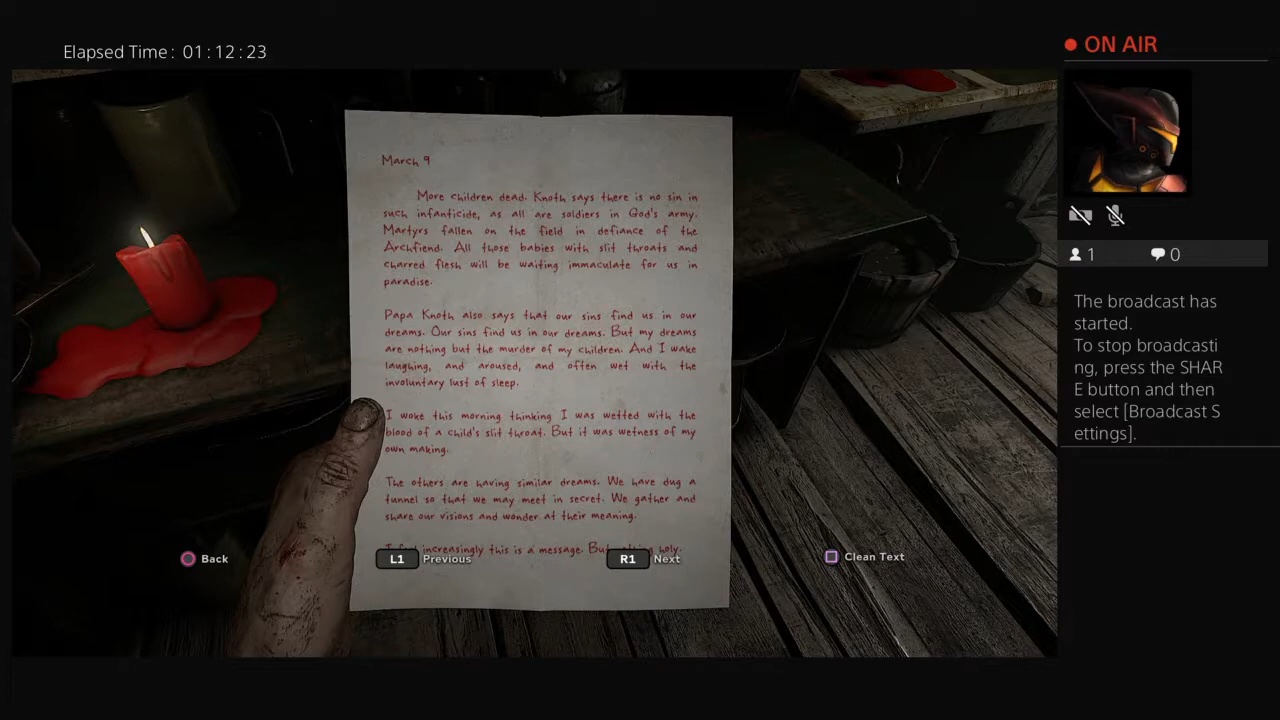 Elapsed Time: 01:12:23
ON AIR
March 9
More children dead. Knoth says there is no sin in
such infanticide, as all are soldiers in God's army.
Martyrs fallen on the field in defiance of the
Archfiend. All those babies with slit throats and
charred flesh will be waiting immaculate for us in
paradise.
Papa Knoth also says that our sins find us in our
dreams. Our sins find us in our dreams. But my dreams
are nothing but the murder of my children. And I wake
laughing, and aroused, and often wet with the
involuntary lust of sleep.
I woke this morning thinking I was wetted with the
blood of a child's slit throat. But it was wetness of my
own making.
The others are having similar dreams. We have dug a
tunnel so that we may meet in secret. We gather and
share our visions and wonder at their meaning.
increasingly this is a message. But holy.
Back
L1 Previous
R1 Next
Clean Text
1
0
The broadcast has
started.
To stop broadcasti
ng, press the SHAR
E button and then
select [Broadcast S
ettings].